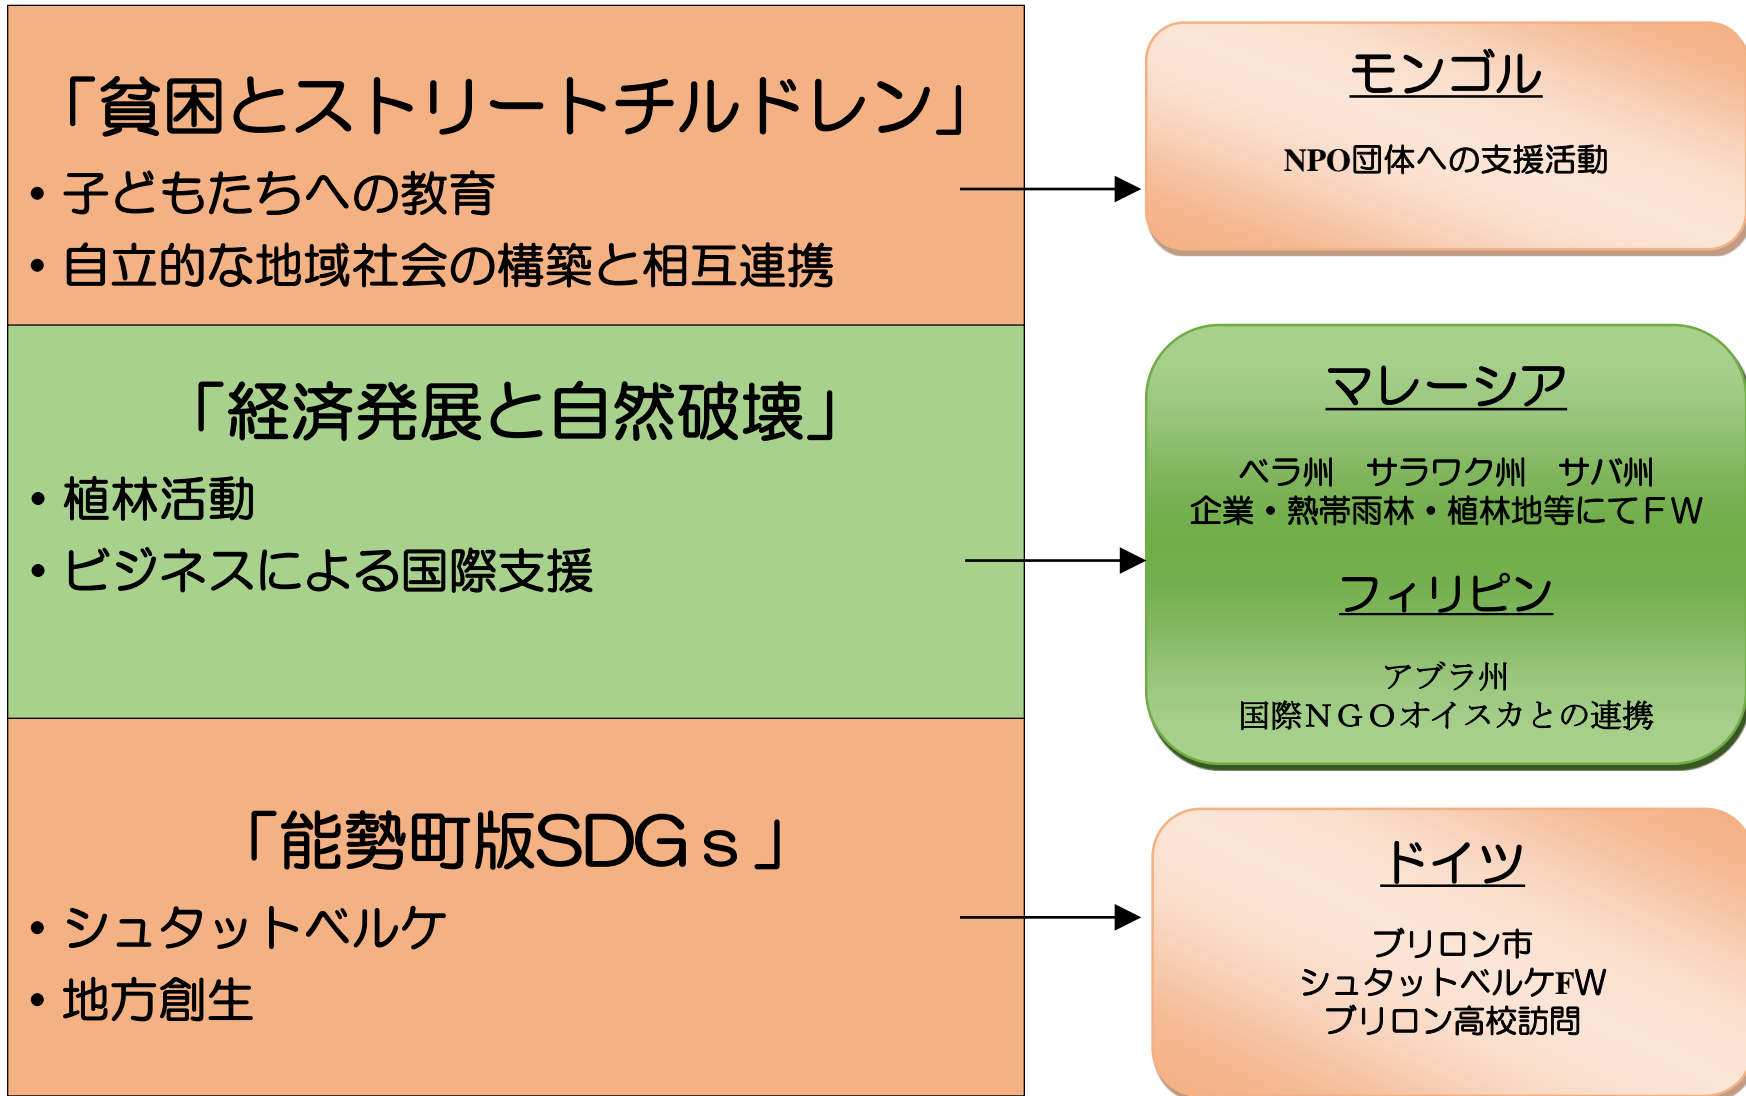 「貧困とストリートチルドレン」
• 子どもたちへの教育
• 自立的な地域社会の構築と相互連携
モンゴル
NPO団体への支援活動
「経済発展と自然破壊」
• 植林活動
• ビジネスによる国際支援
マレーシア
ベラ州　サラワク州　サバ州
企業・熱帯雨林・植林地等にてＦＷ
フィリピン
アブラ州
国際ＮＧＯオイスカとの連携
「能勢町版SDGｓ」
• シュタットベルケ
• 地方創生
ドイツ
ブリロン市
シュタットベルケFW
ブリロン高校訪問